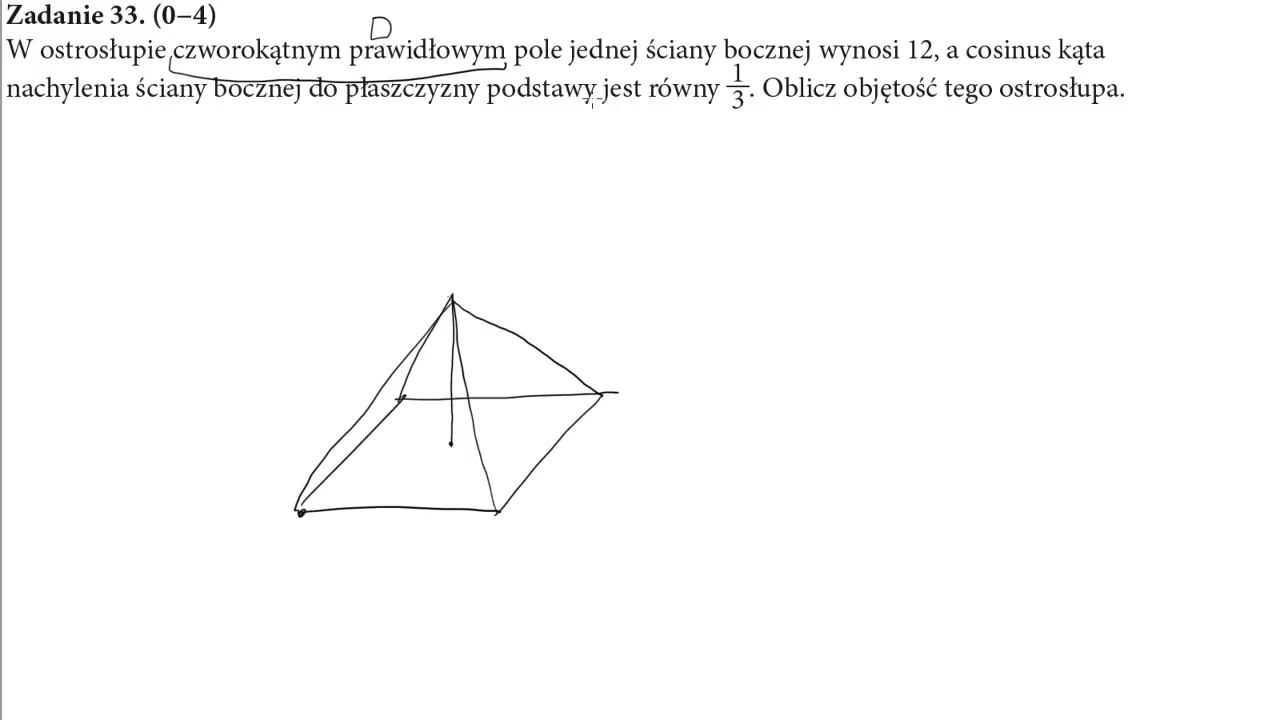 Zadanie 33. (0–4)
D
W ostrosłupie czworokątnym prawidłowym pole jednej ściany bocznej wynosi 12, a cosinus kąta
nachylenia ściany bocznej do płaszczyzny podstawy jest równy 1/3. Oblicz objętość tego ostrosłupa.